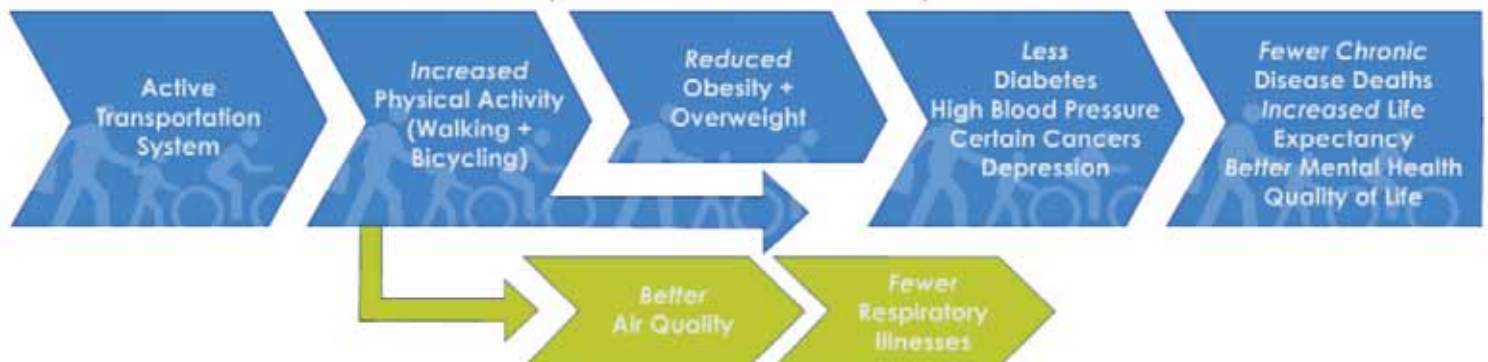 Active
Transportation
System
Increased
Physical Activity
(Walking +
Bicycling)
Reduced
Obesity +
Overweight
Less
Diabetes
High Blood Pressure
Certain Cancers
Depression
Fewer Chronic
Disease Deaths
Increased Life
Expectancy
Better Mental Health
Quality of Life
Better
Air Quality
Fewer
Respiratory
Illnesses